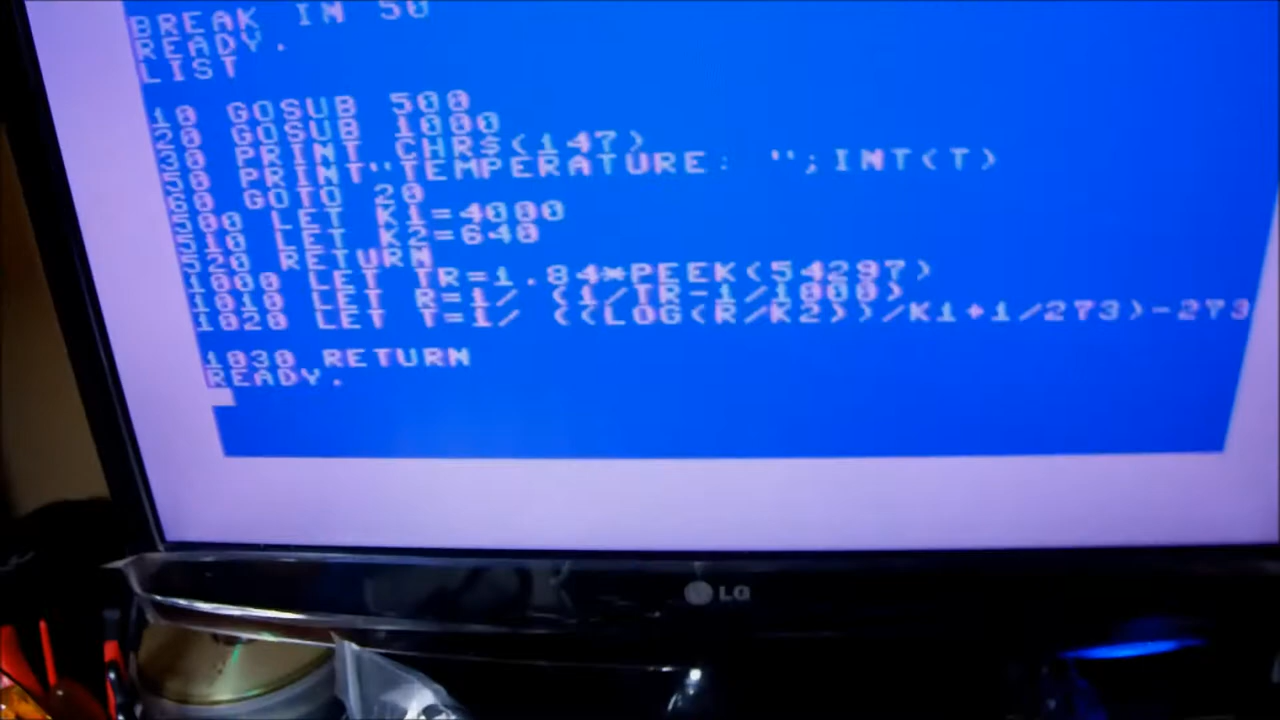 BREAK IN 50
READY.
LIST
10 GOSUB 500
20 GOSUB 1000
30 PRINT CHR$(147)
50 PRINT"TEMPERATURE: ";INT(T)
60 GOTO 20
500 LET K1=4000
510 LET K2=640
520 RETURN
1000 LET TR=1.84*PEEK(54297)
1010 LET R=1/ (1/TR-1/1000)
1020 LET T=1/ ((LOG(R/K2))/K1+1/273)-273
1030 RETURN
READY.
LG